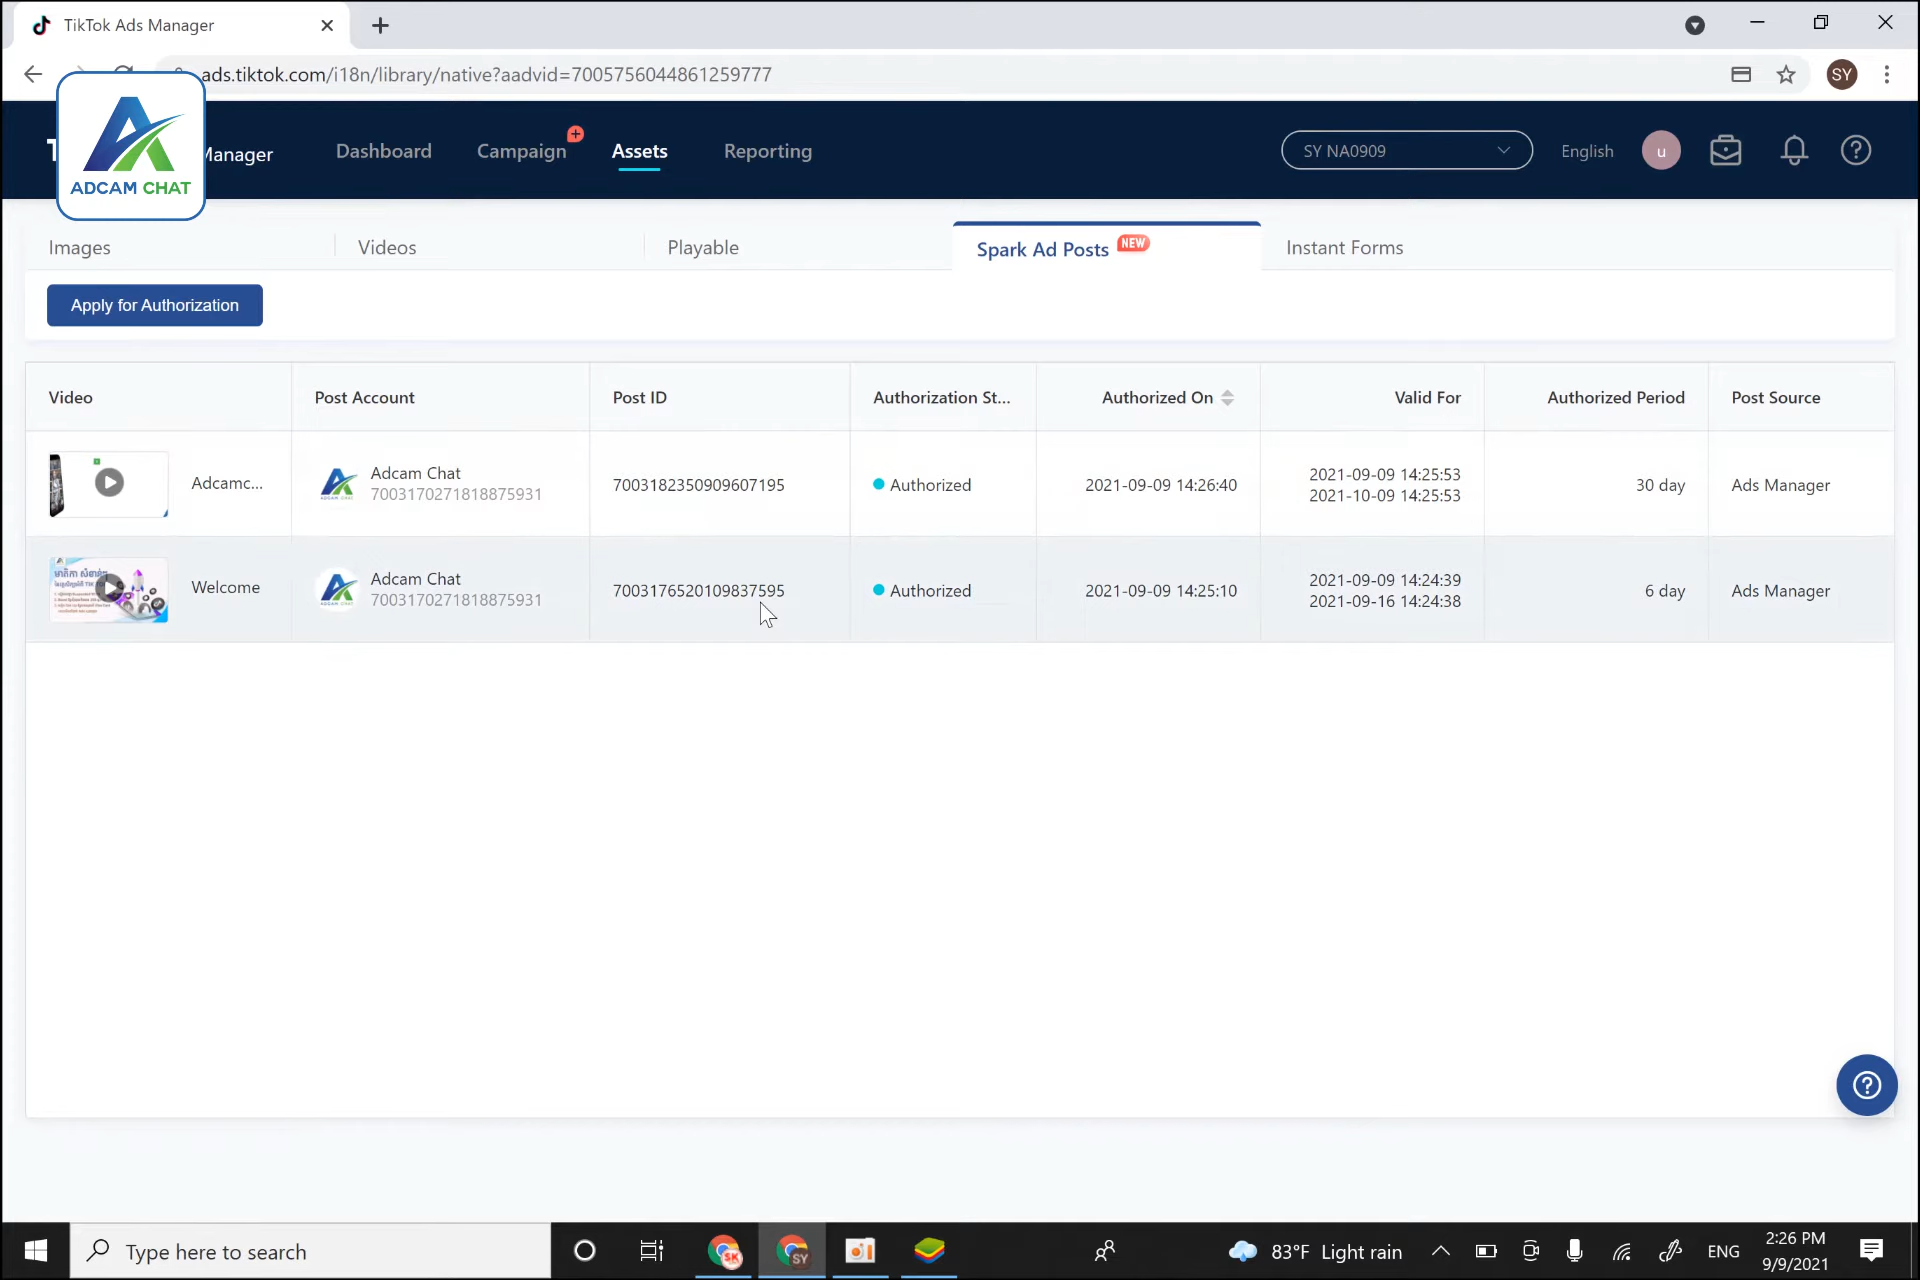 TikTok Ads Manager
ads.tiktok.com/i18n/library/native?aadvid=7005756044861259777
SY
ADCAM CHAT
Manager
Dashboard
Campaign
Assets
Reporting
SY NA0909
English
u
Images
Videos
Playable
Spark Ad Posts NEW
Instant Forms
Apply for Authorization
Video
Post Account
Post ID
Authorization St...
Authorized On
Valid For
Authorized Period
Post Source
Adcamc...
Adcam Chat
7003170271818875931
7003182350909607195
Authorized
2021-09-09 14:26:40
2021-09-09 14:25:53
2021-10-09 14:25:53
30 day
Ads Manager
Welcome
Adcam Chat
7003170271818875931
7003176520109837595
Authorized
2021-09-09 14:25:10
2021-09-09 14:24:39
2021-09-16 14:24:38
6 day
Ads Manager
Type here to search
SK
SY
83°F Light rain
ENG
2:26 PM
9/9/2021